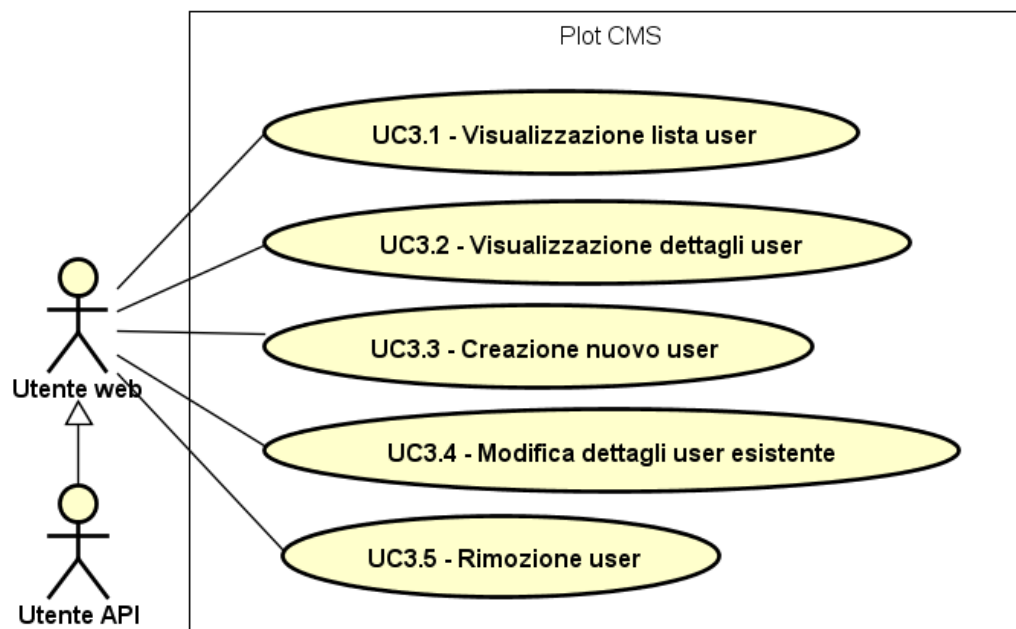 Plot CMS
UC3.1 - Visualizzazione lista user
UC3.2 - Visualizzazione dettagli user
UC3.3 - Creazione nuovo user
Utente web
UC3.4 - Modifica dettagli user esistente
UC3.5 - Rimozione user
Utente API